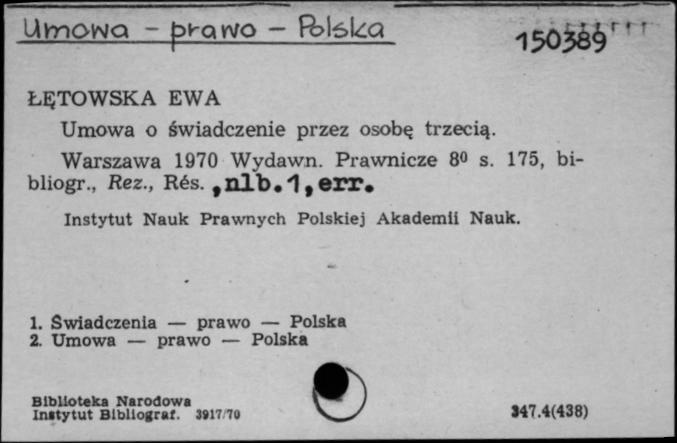 Umowa - prawo - Polska
150389
ŁĘTOWSKA EWA
Umowa o świadczenie przez osobę trzecią.
Warszawa 1970 Wydawn. Prawnicze 8⁰ s. 175, bi-
bliogr., Rez., Rés. , nlb. 1, err.
Instytut Nauk Prawnych Polskiej Akademii Nauk.
1. Świadczenia — prawo — Polska
2. Umowa — prawo — Polska
Biblioteka Narodowa
Instytut Bibliograf. 3917/70
347.4(438)